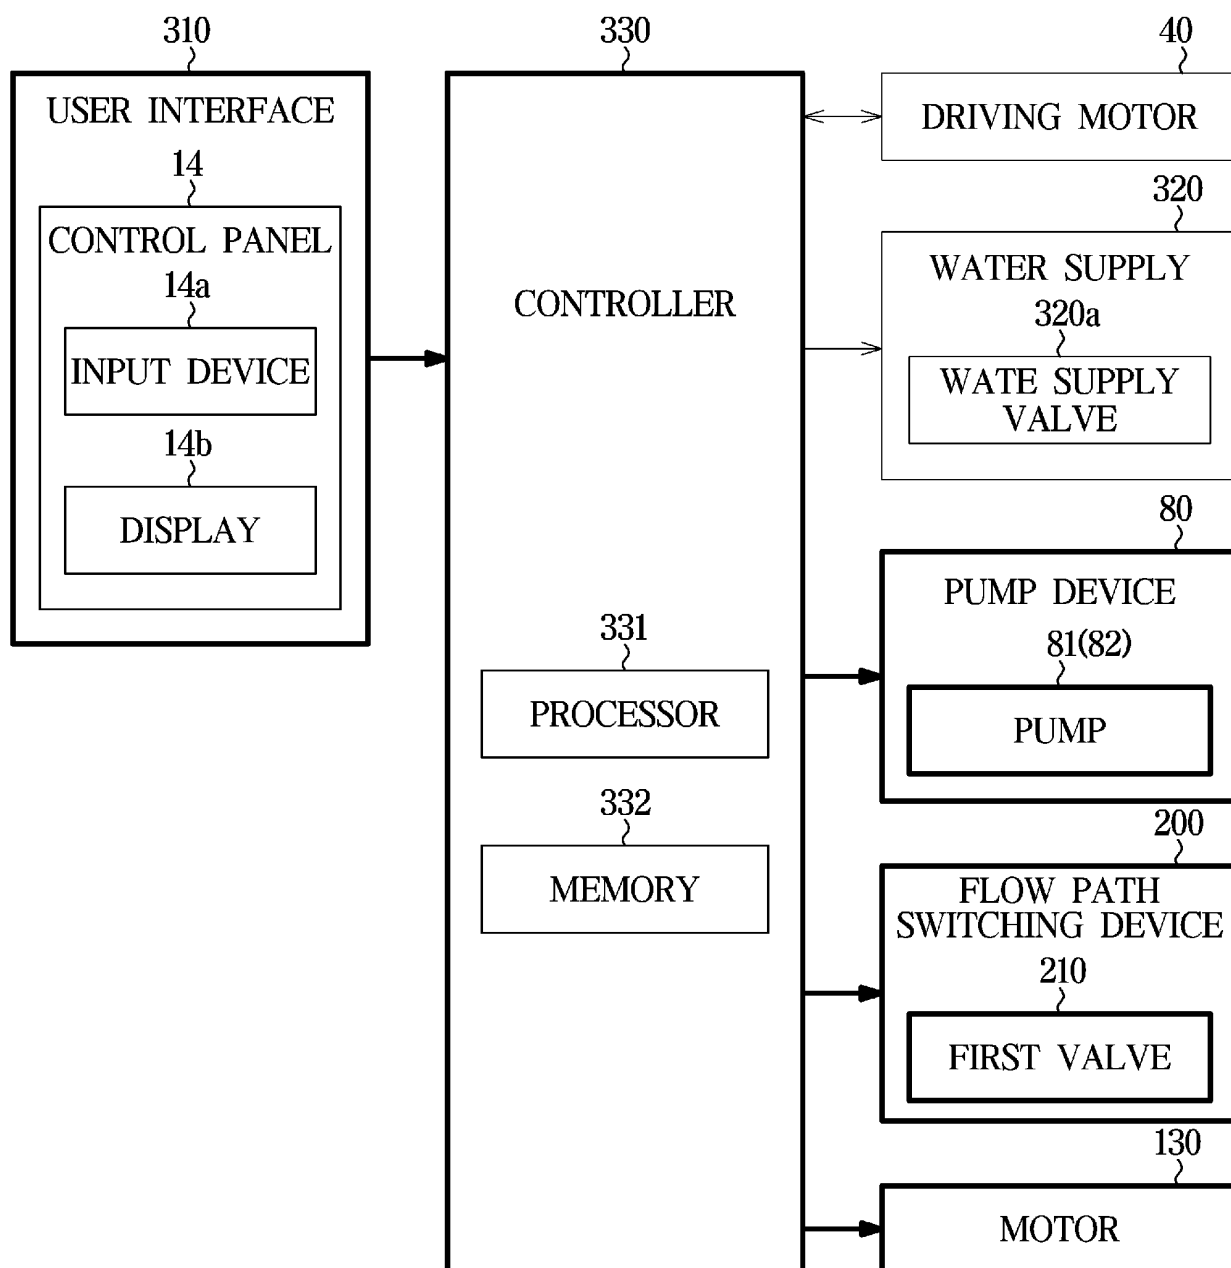 310
USER INTERFACE
14
CONTROL PANEL
14a
INPUT DEVICE
14b
DISPLAY
330
CONTROLLER
331
PROCESSOR
332
MEMORY
40
DRIVING MOTOR
320
WATER SUPPLY
320a
WATE SUPPLY
VALVE
80
PUMP DEVICE
81(82)
PUMP
200
FLOW PATH
SWITCHING DEVICE
210
FIRST VALVE
130
MOTOR